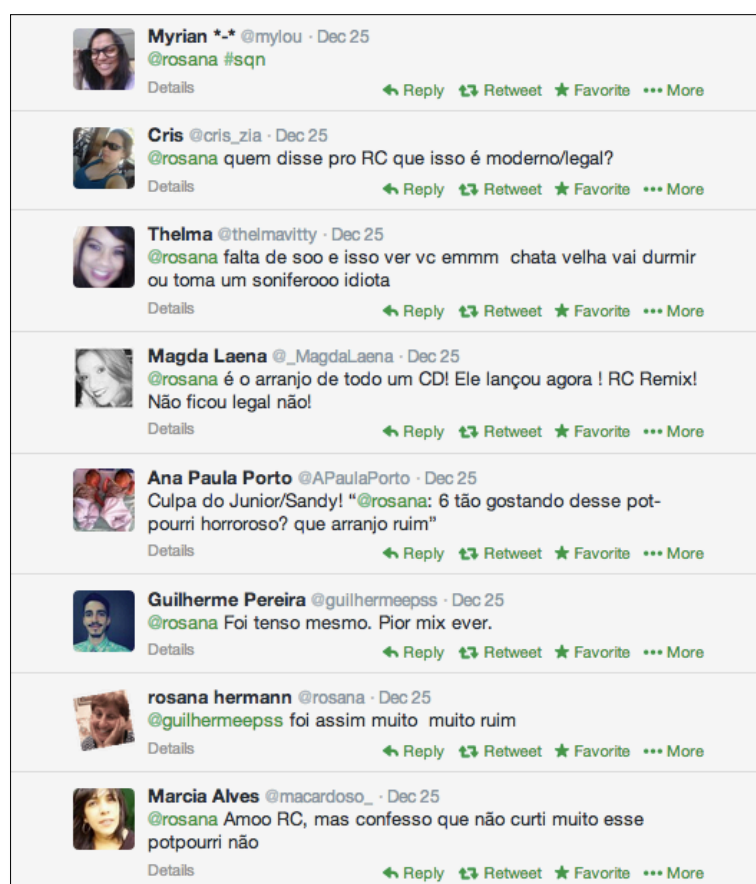 Myrian *-* @mylou · Dec 25
@rosana #sqn
Details Reply Retweet Favorite More
Cris @cris_zia · Dec 25
@rosana quem disse pro RC que isso é moderno/legal?
Details Reply Retweet Favorite More
Thelma @thelmavitty · Dec 25
@rosana falta de soo e isso ver vc emmm chata velha vai durmir
ou toma um soniferooo idiota
Details Reply Retweet Favorite More
Magda Laena @_MagdaLaena · Dec 25
@rosana é o arranjo de todo um CD! Ele lançou agora ! RC Remix!
Não ficou legal não!
Details Reply Retweet Favorite More
Ana Paula Porto @APaulaPorto · Dec 25
Culpa do Junior/Sandy! “@rosana: 6 tão gostando desse pot-
pourri horroroso? que arranjo ruim”
Details Reply Retweet Favorite More
Guilherme Pereira @guilhermeepss · Dec 25
@rosana Foi tenso mesmo. Pior mix ever.
Details Reply Retweet Favorite More
rosana hermann @rosana · Dec 25
@guilhermeepss foi assim muito muito ruim
Details Reply Retweet Favorite More
Marcia Alves @macardoso_ · Dec 25
@rosana Amoo RC, mas confesso que não curti muito esse
potpourri não
Details Reply Retweet Favorite More